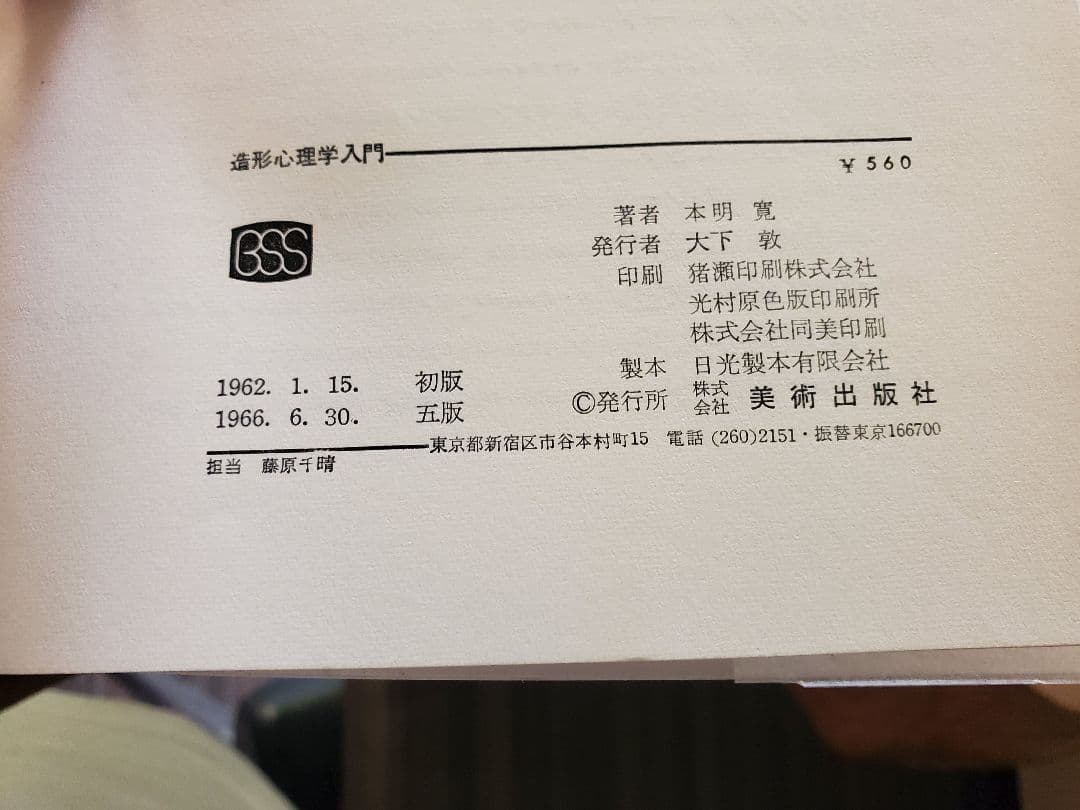 造形心理学入門
¥ 560
BSS
著者 本明 寛
発行者 大下 敦
印刷 猪瀬印刷株式会社
光村原色版印刷所
株式会社同美印刷
製本 日光製本有限会社
©発行所 株式会社 美術出版社
1962. 1. 15. 初版
1966. 6. 30. 五版
東京都新宿区市谷本村町15 電話 (260)2151・振替東京166700
担当 藤原千晴